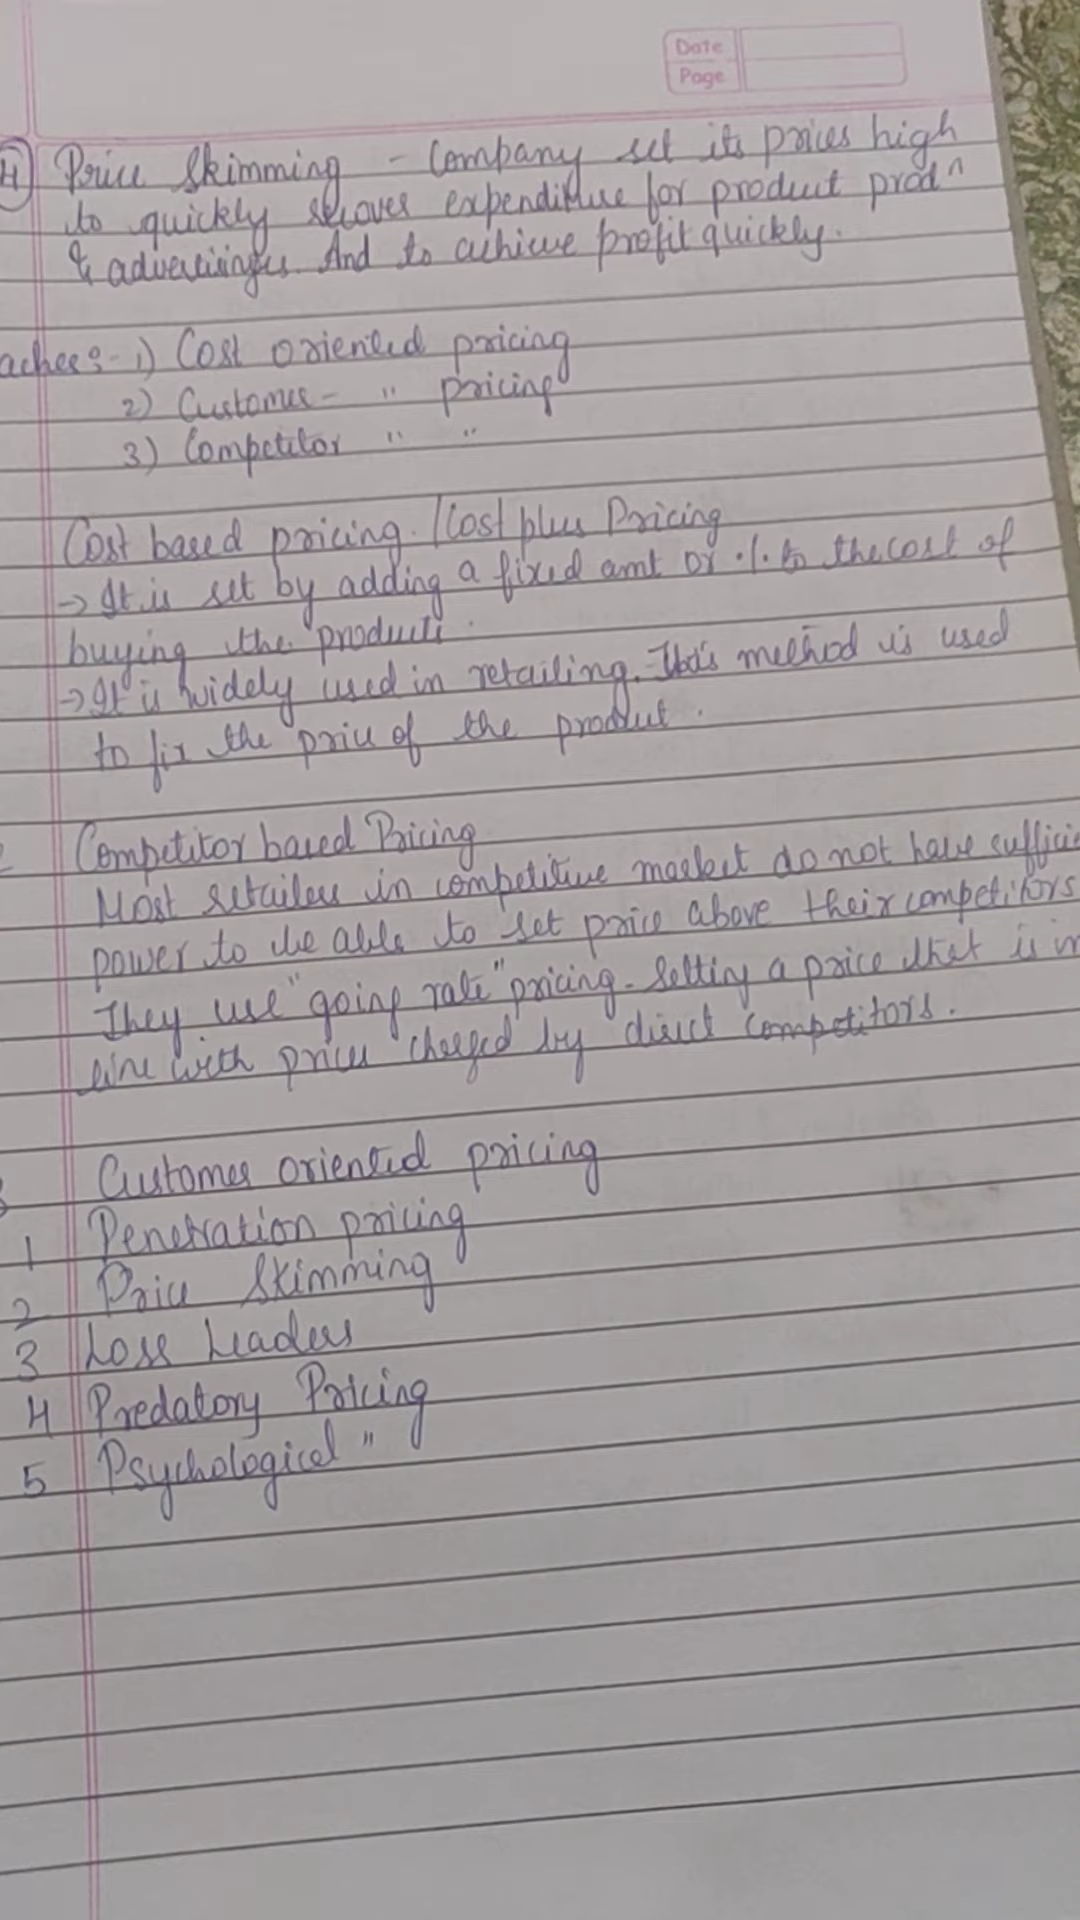 Date
Page
4) Price Skimming - Company set its prices high
to quickly recover expenditure for product prodⁿ
& advertising. And to achieve profit quickly.
aches:- 1) Cost oriented pricing
2) Customer- " pricing
3) Competitor " "
Cost based pricing. / Cost plus Pricing
→ It is set by adding a fixed amt or % to the cost of
buying the product.
→ It is widely used in retailing. This method is used
to fix the price of the product.
Competitor based Pricing
Most retailers in competitive market do not have suffici
power to be able to set price above their competitors
They use "going rate" pricing - Setting a price that is in
line with prices charged by direct competitors.
3 Customer oriented pricing
1 Penetration pricing
2 Price Skimming
3 Loss Leaders
4 Predatory Pricing
5 Psychological "